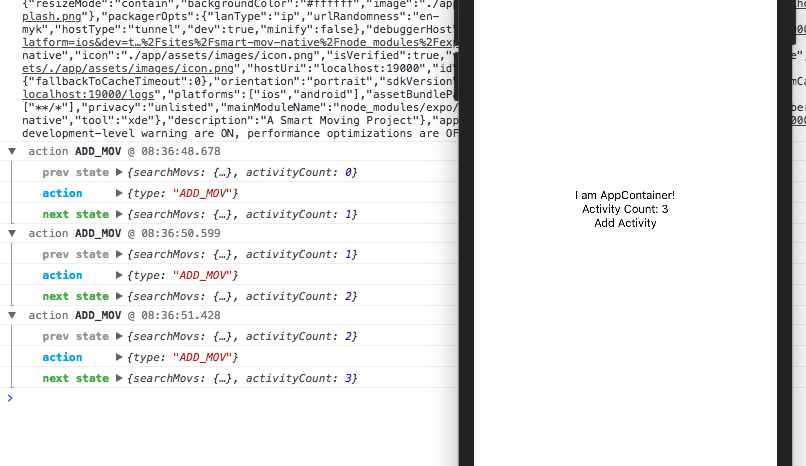 {"resizeMode":"contain","backgroundColor":"#ffffff","image":"./ap
plash.png"},"packagerOpts":{"lanType":"ip","urlRandomness":"en-
myk","hostType":"tunnel","dev":true,"minify":false},"debuggerHost"
latform=ios&dev=t…%2Fsites%2Fsmart-mov-native%2Fnode_modules%2Fexp
native","icon":"./app/assets/images/icon.png","isVerified":true,"
ets/./app/assets/images/icon.png","hostUri":"localhost:19000","id"
{"fallbackToCacheTimeout":0},"orientation":"portrait","sdkVersion"
localhost:19000/logs","platforms":["ios","android"],"assetBundlePa
["**/*"],"privacy":"unlisted","mainModuleName":"node_modules/expo/
native","tool":"xde"},"description":"A Smart Moving Project"},"app
development-level warning are ON, performance optimizations are OF
action ADD_MOV @ 08:36:48.678
prev state {searchMovs: {…}, activityCount: 0}
action {type: "ADD_MOV"}
next state {searchMovs: {…}, activityCount: 1}
action ADD_MOV @ 08:36:50.599
prev state {searchMovs: {…}, activityCount: 1}
action {type: "ADD_MOV"}
next state {searchMovs: {…}, activityCount: 2}
action ADD_MOV @ 08:36:51.428
prev state {searchMovs: {…}, activityCount: 2}
action {type: "ADD_MOV"}
next state {searchMovs: {…}, activityCount: 3}
I am AppContainer!
Activity Count: 3
Add Activity